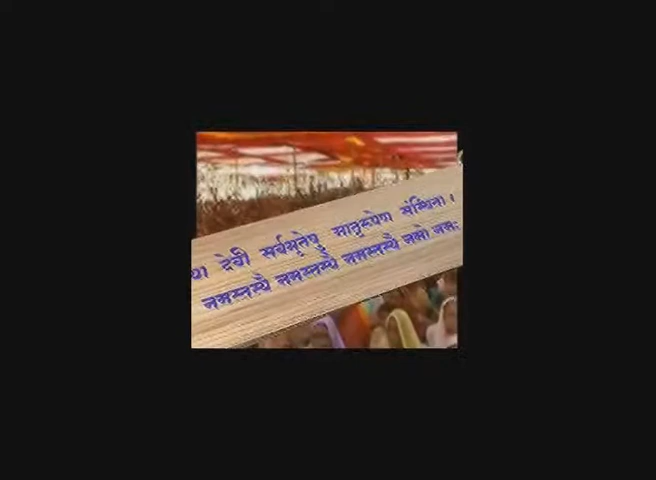 या देवी सर्वभूतेषु मातृरूपेण संस्थिता ।
नमस्तस्यै नमस्तस्यै नमस्तस्यै नमो नमः